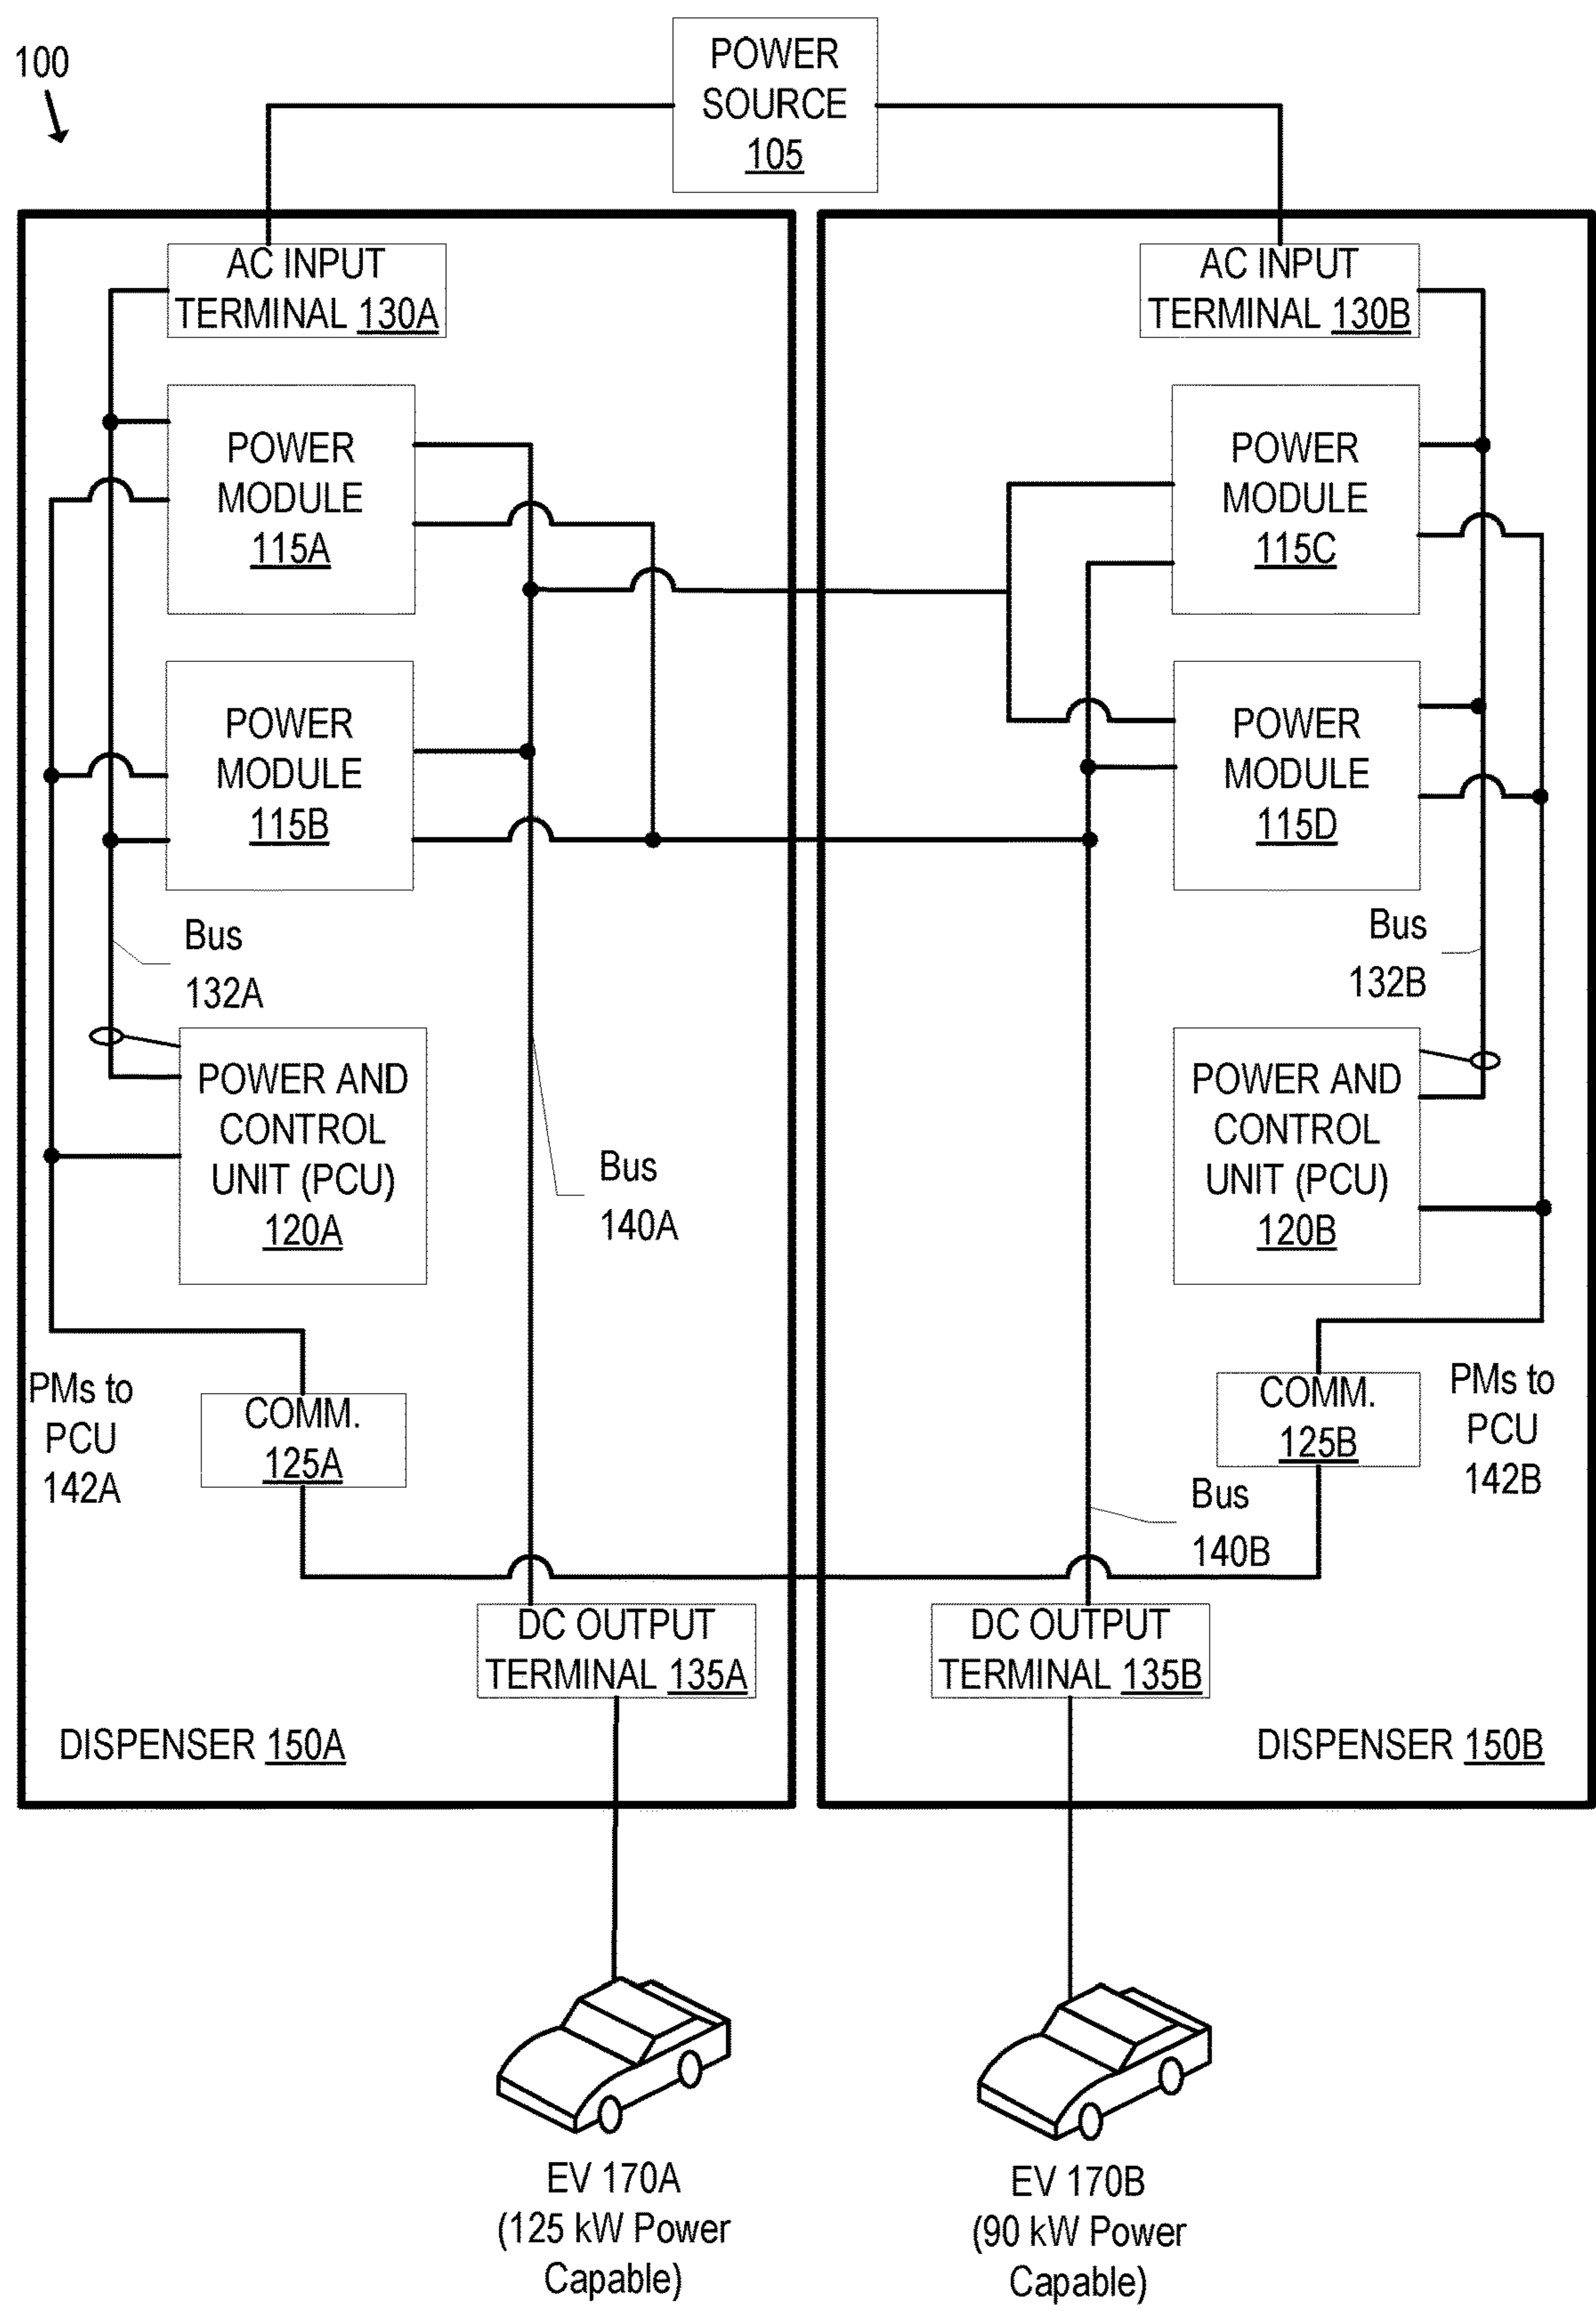 100
POWER
SOURCE
105
AC INPUT
TERMINAL 130A
AC INPUT
TERMINAL 130B
POWER
MODULE
115A
POWER
MODULE
115C
POWER
MODULE
115B
POWER
MODULE
115D
Bus
132A
Bus
132B
POWER AND
CONTROL
UNIT (PCU)
120A
Bus
140A
POWER AND
CONTROL
UNIT (PCU)
120B
PMs to
PCU
142A
COMM.
125A
COMM.
125B
PMs to
PCU
142B
Bus
140B
DC OUTPUT
TERMINAL 135A
DC OUTPUT
TERMINAL 135B
DISPENSER 150A
DISPENSER 150B
EV 170A
(125 kW Power
Capable)
EV 170B
(90 kW Power
Capable)